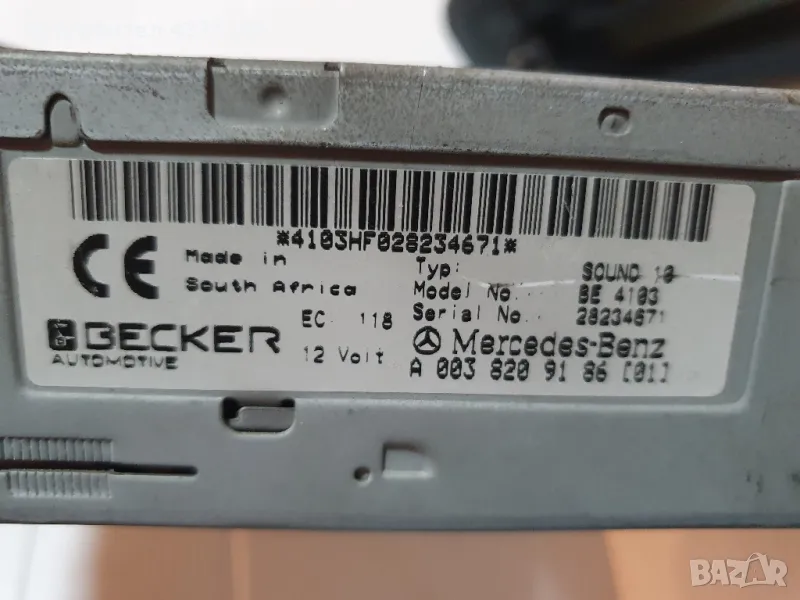 *4103HF028234671*
CE
Made in
South Africa
Typ: SOUND 10
Model No.: BE 4103
Serial No.: 28234671
EC 118
BECKER
AUTOMOTIVE
12 Volt
Mercedes-Benz
A 003 820 91 86 [01]
BAZAR